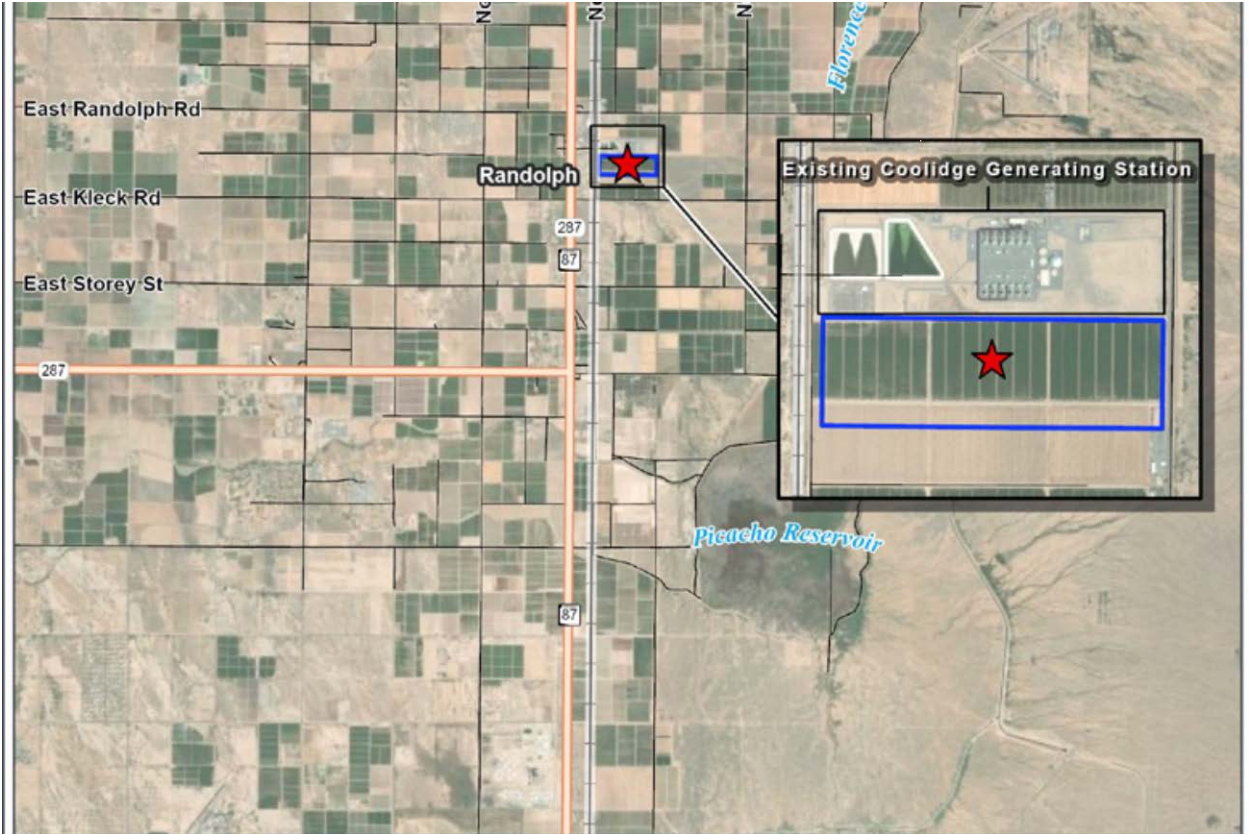 Florence
East Randolph Rd
Existing Coolidge Generating Station
Randolph
East Kleck Rd
287
87
East Storey St
287
Picacho Reservoir
87